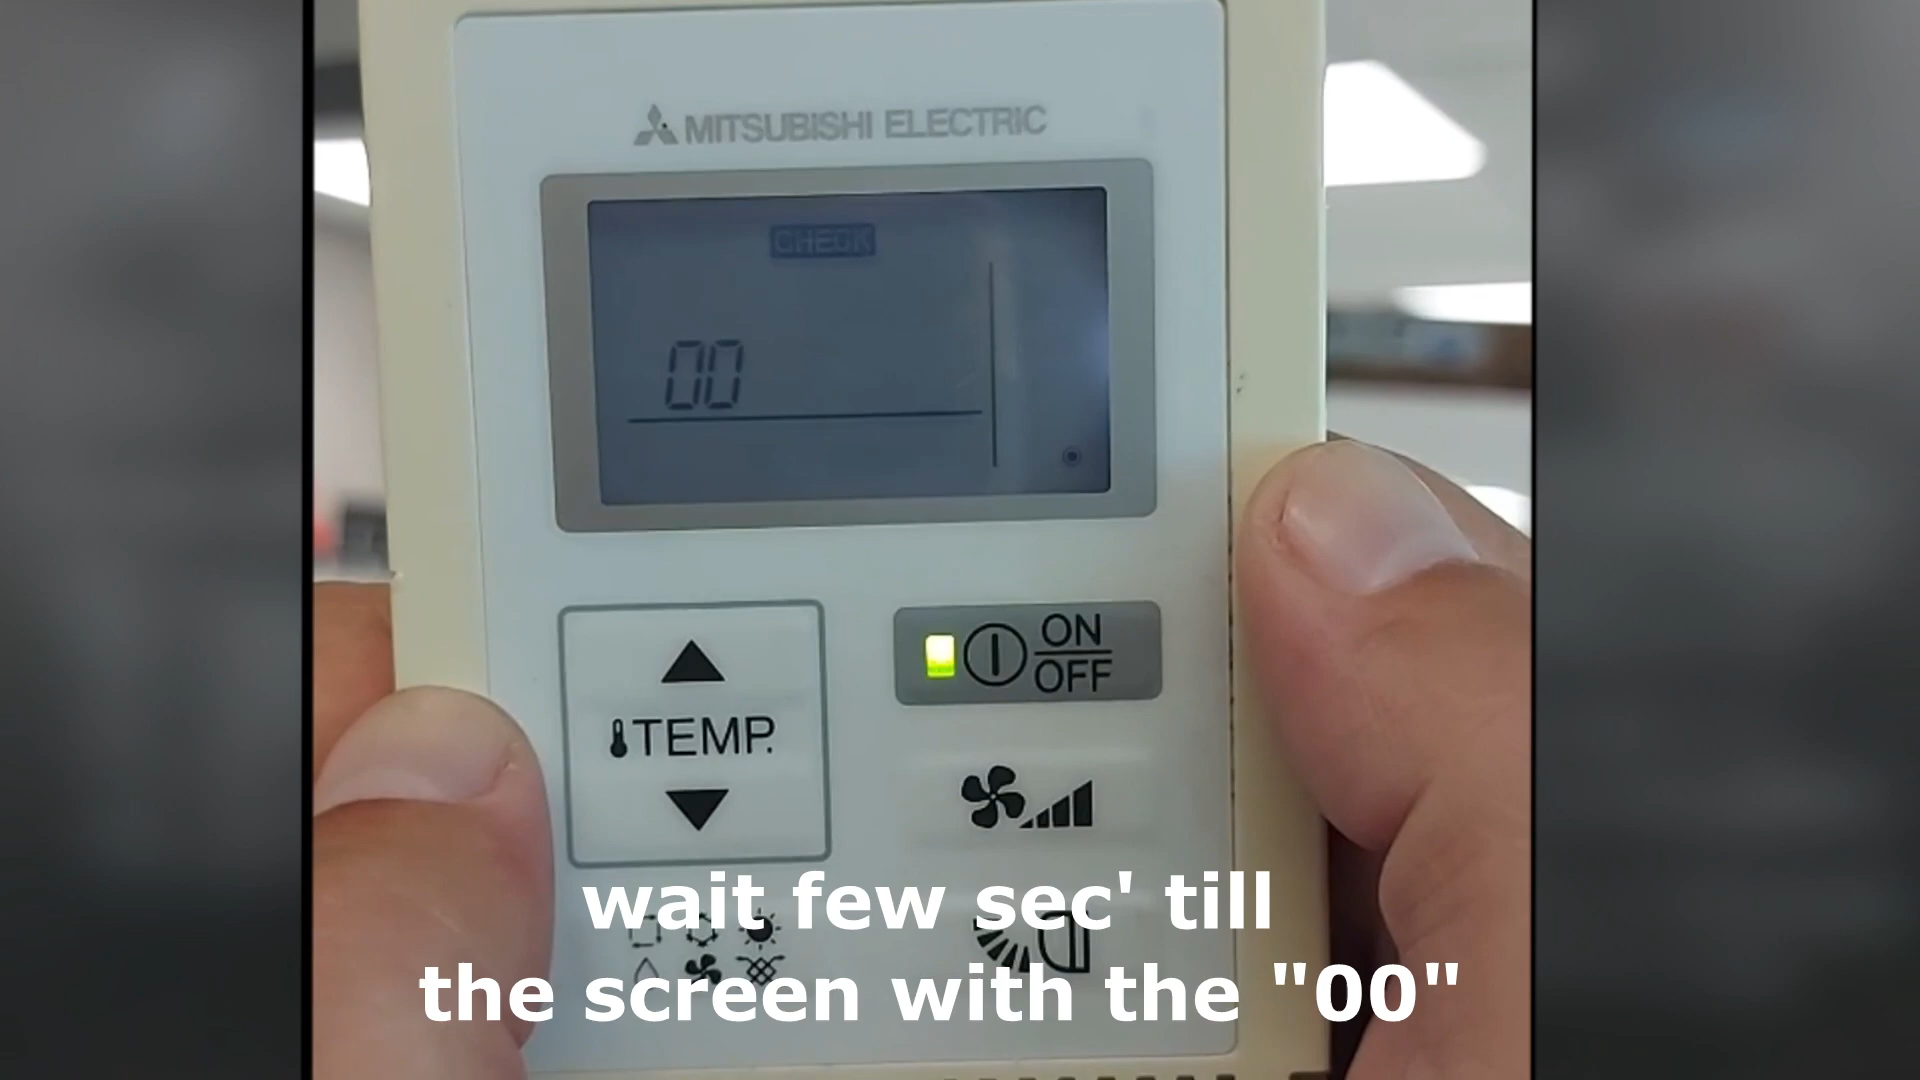 MITSUBISHI ELECTRIC
CHECK
00
ON
OFF
TEMP.
wait few sec' till
the screen with the "00"